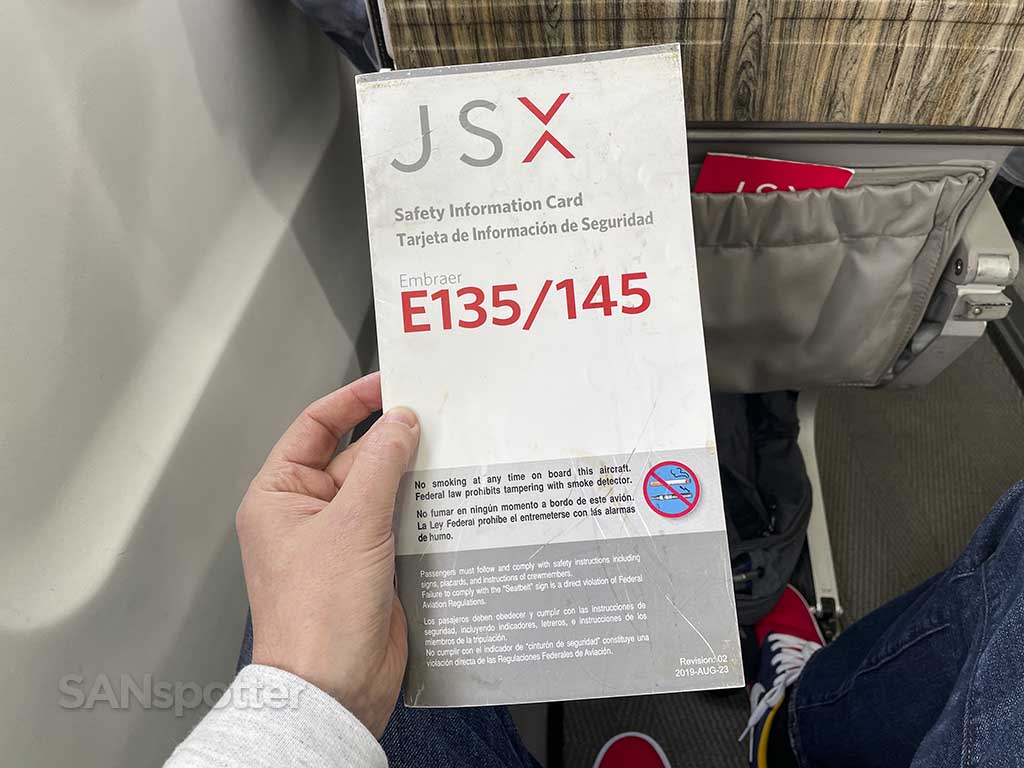 JSX
Safety Information Card
Tarjeta de Información de Seguridad
Embraer
E135/145
No smoking at any time on board this aircraft.
Federal law prohibits tampering with smoke detector.
No fumar en ningún momento a bordo de este avión.
La Ley Federal prohibe el entremeterse con lás alarmas
de humo.
Passengers must follow and comply with safety instructions including
signs, placards, and instructions of crewmembers.
Failure to comply with the "Seatbelt" sign is a direct violation of Federal
Aviation Regulations.
Los pasajeros deben obedecer y cumplir con las instrucciones de
seguridad, incluyendo indicadores, letreros, e instrucciones de los
miembros de la tripulación.
No cumplir con el indicador de "cinturón de seguridad" constituye una
violación directa de las Regulaciones Federales de Aviación.
Revision: 02
2019-AUG-23
JSX
SANspotter